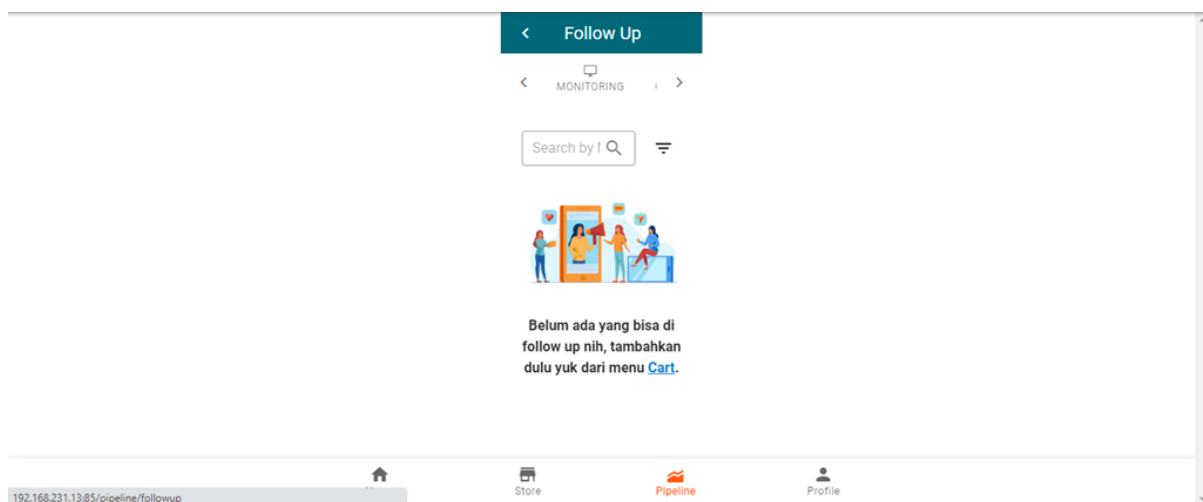 Follow Up
MONITORING
Search by
Belum ada yang bisa di
follow up nih, tambahkan
dulu yuk dari menu Cart.
Store
Pipeline
Profile
192.168.231.13:85/pipeline/followup